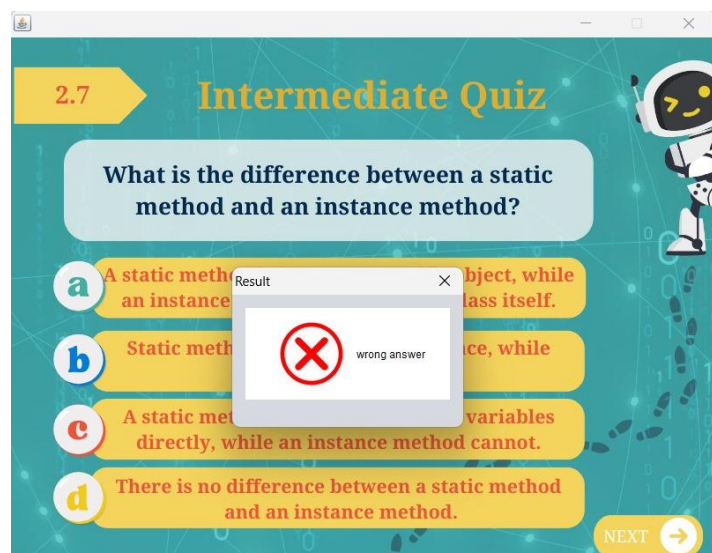 2.7
Intermediate Quiz
What is the difference between a static
method and an instance method?
a
A static metho bject, while
an instance lass itself.
Result
wrong answer
b
Static meth nce, while
c
A static met variables
directly, while an instance method cannot.
d
There is no difference between a static method
and an instance method.
NEXT